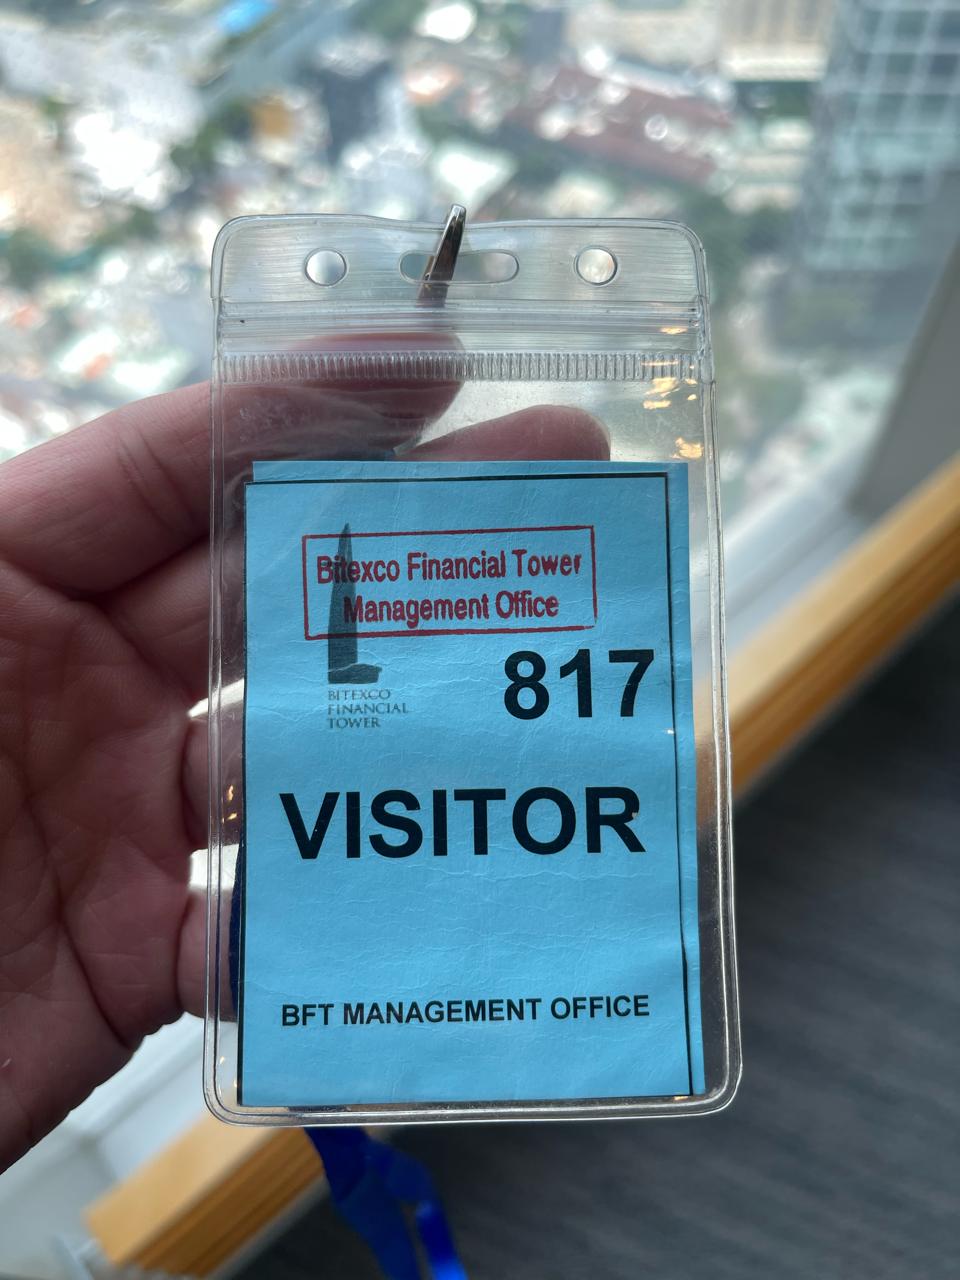 Bitexco Financial Tower
Management Office
817
BITEXCO
FINANCIAL
TOWER
VISITOR
BFT MANAGEMENT OFFICE